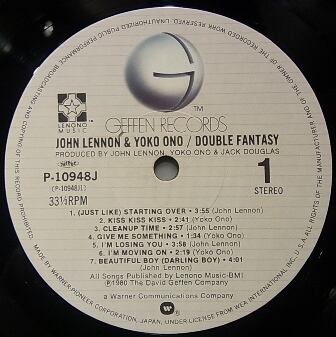 UNAUTHORIZED PUBLIC PERFORMANCE, BROADCASTING AND COPYING OF THIS RECORD PROHIBITED
ALL RIGHTS OF THE MANUFACTURER AND OF THE OWNER OF THE RECORDED WORK RESERVED
G
TM
GEFFEN RECORDS
LENONO
MUSIC
JOHN LENNON & YOKO ONO / DOUBLE FANTASY
PRODUCED BY JOHN LENNON, YOKO ONO & JACK DOUGLAS
P-10948J
(P-10948J1)
33⅓RPM
1
STEREO
1. (JUST LIKE) STARTING OVER • 3:54 (John Lennon)
2. KISS KISS KISS • 2:41 (Yoko Ono)
3. CLEANUP TIME • 2:57 (John Lennon)
4. GIVE ME SOMETHING • 1:34 (Yoko Ono)
5. I'M LOSING YOU • 3:58 (John Lennon)
6. I'M MOVING ON • 2:19 (Yoko Ono)
7. BEAUTIFUL BOY (DARLING BOY) • 4:01
(John Lennon)
All Songs Published by Lenono Music-BMI
Ⓟ1980 The David Geffen Company
a Warner Communications Company
W
MADE BY WARNER-PIONEER CORPORATION, JAPAN, UNDER LICENSE FROM WEA INTERNATIONAL INC.